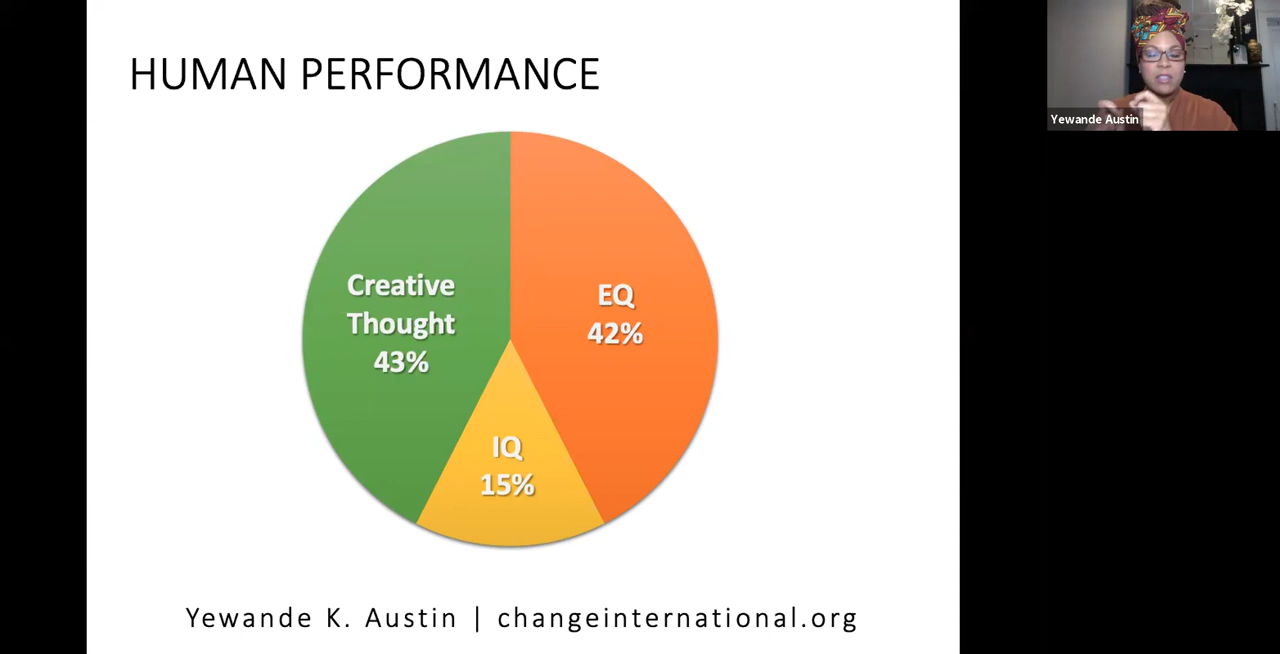 HUMAN PERFORMANCE
Yewande Austin
Creative
Thought
43%
EQ
42%
IQ
15%
Yewande K. Austin | changeinternational.org